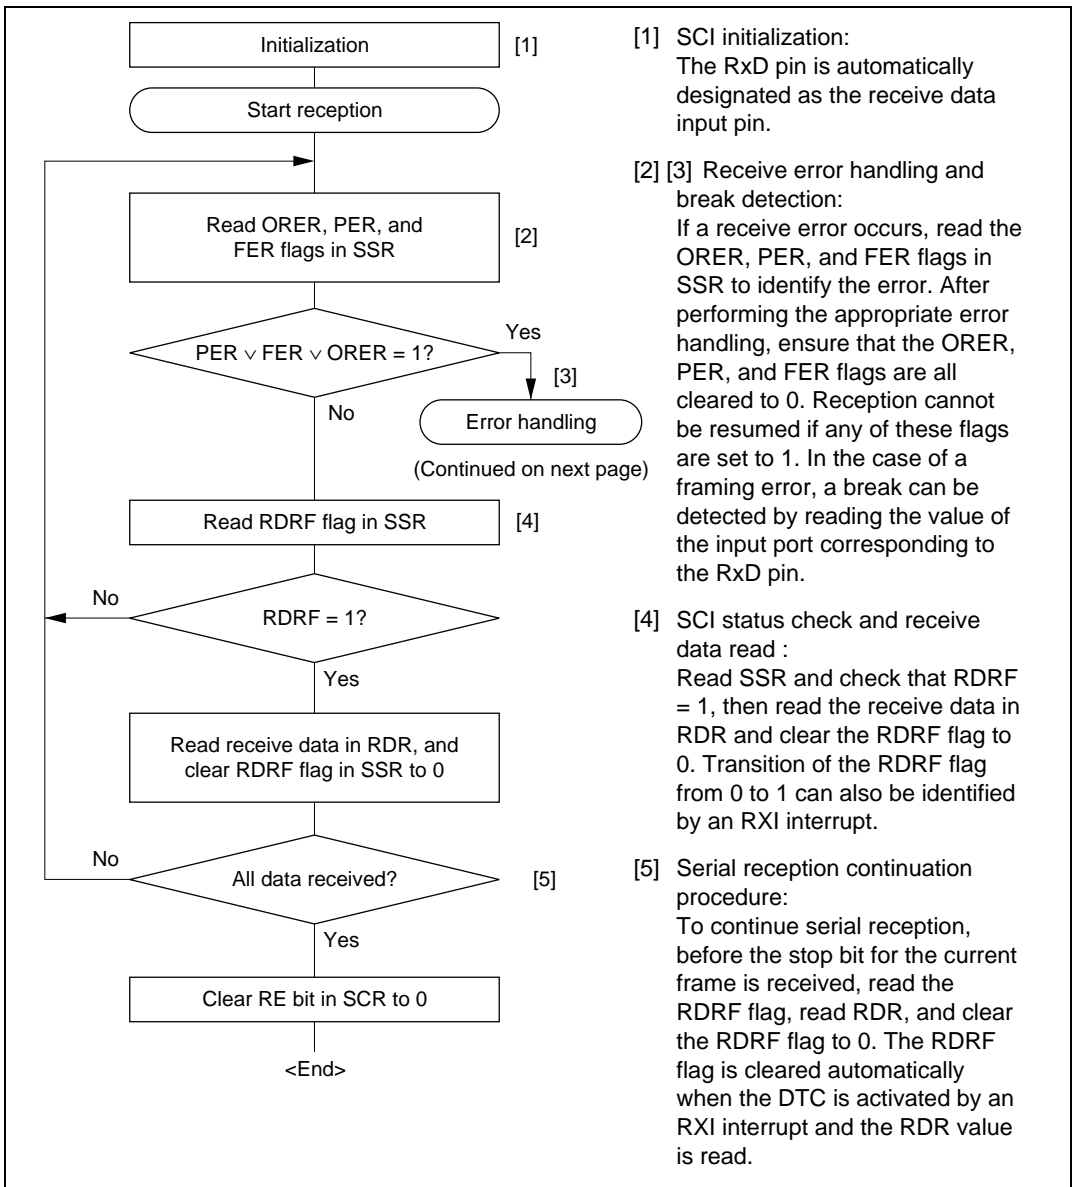 Initialization
[1]
Start reception
Read ORER, PER, and
FER flags in SSR
[2]
PER ∨ FER ∨ ORER = 1?
Yes
[3]
No
Error handling
(Continued on next page)
Read RDRF flag in SSR
[4]
No
RDRF = 1?
Yes
Read receive data in RDR, and
clear RDRF flag in SSR to 0
No
All data received?
[5]
Yes
Clear RE bit in SCR to 0
<End>
[1] SCI initialization:
The RxD pin is automatically
designated as the receive data
input pin.
[2] [3] Receive error handling and
break detection:
If a receive error occurs, read the
ORER, PER, and FER flags in
SSR to identify the error. After
performing the appropriate error
handling, ensure that the ORER,
PER, and FER flags are all
cleared to 0. Reception cannot
be resumed if any of these flags
are set to 1. In the case of a
framing error, a break can be
detected by reading the value of
the input port corresponding to
the RxD pin.
[4] SCI status check and receive
data read :
Read SSR and check that RDRF
= 1, then read the receive data in
RDR and clear the RDRF flag to
0. Transition of the RDRF flag
from 0 to 1 can also be identified
by an RXI interrupt.
[5] Serial reception continuation
procedure:
To continue serial reception,
before the stop bit for the current
frame is received, read the
RDRF flag, read RDR, and clear
the RDRF flag to 0. The RDRF
flag is cleared automatically
when the DTC is activated by an
RXI interrupt and the RDR value
is read.